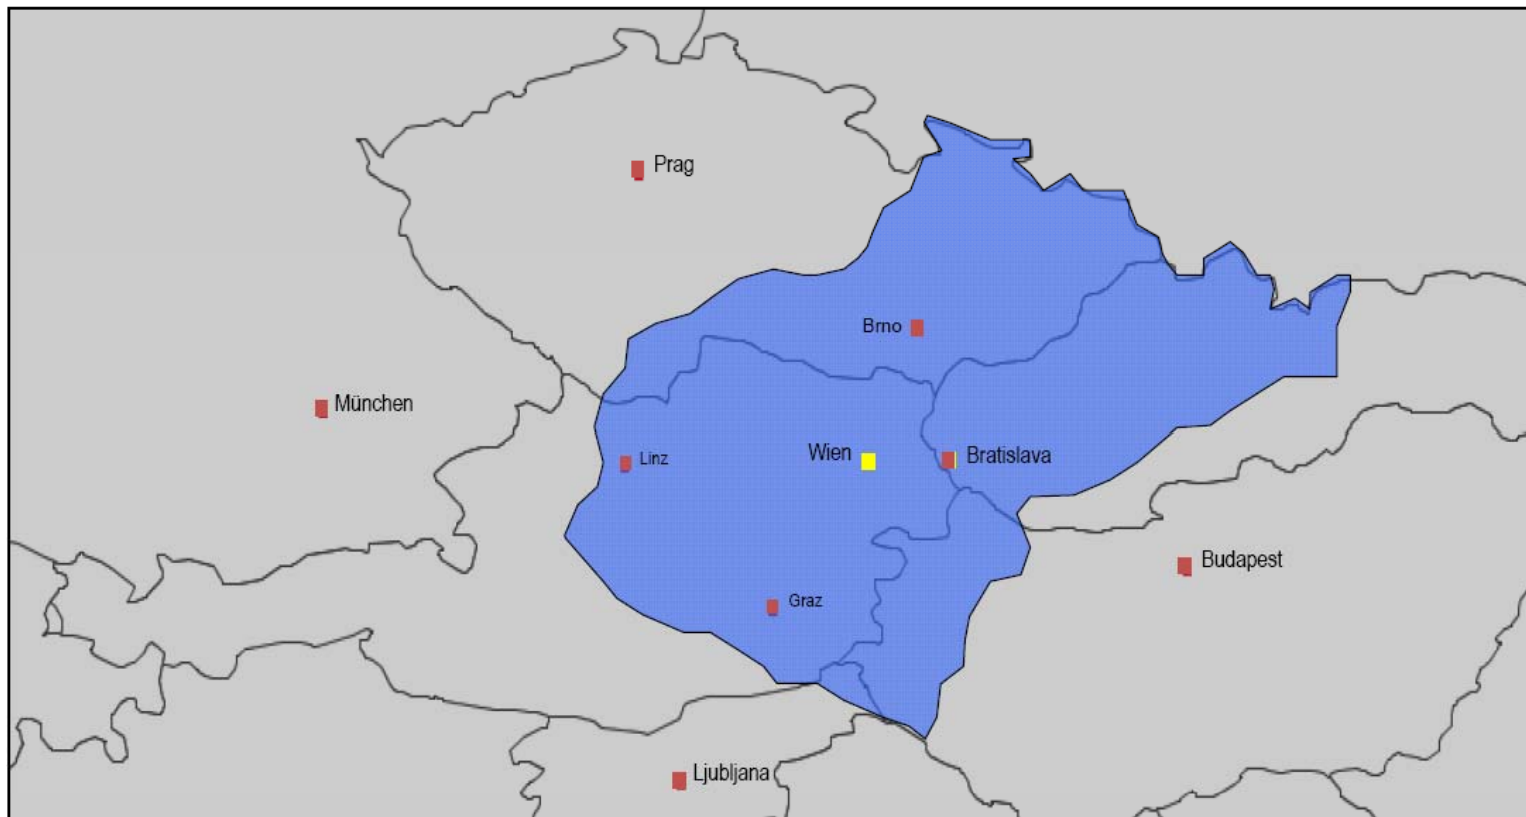 Prag
Brno
München
Linz
Wien
Bratislava
Budapest
Graz
Ljubljana